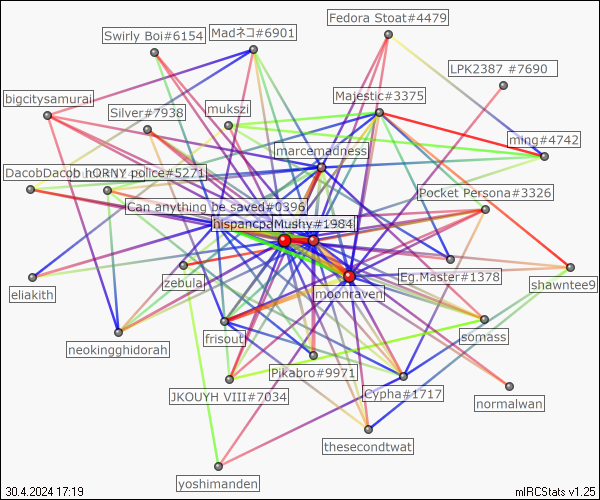 Fedora Stoat#4479
Swirly Boi#6154
Madネコ#6901
LPK2387 #7690
bigcitysamurai
Silver#7938
mukszi
Majestic#3375
ming#4742
marcemadness
DacobDacob
hORNY police#5271
Pocket Persona#3326
Can anything be saved#0396
hispancpa
Mushy#1984
zebula
Eg.Master#1378
shawntee9
eliakith
moonraven
neokingghidorah
frisout
somass
Pikabro#9971
JKOUYH VIII#7034
Cypha#1717
normalwan
thesecondtwat
yoshimanden
30.4.2024 17:19
mIRCStats v1.25